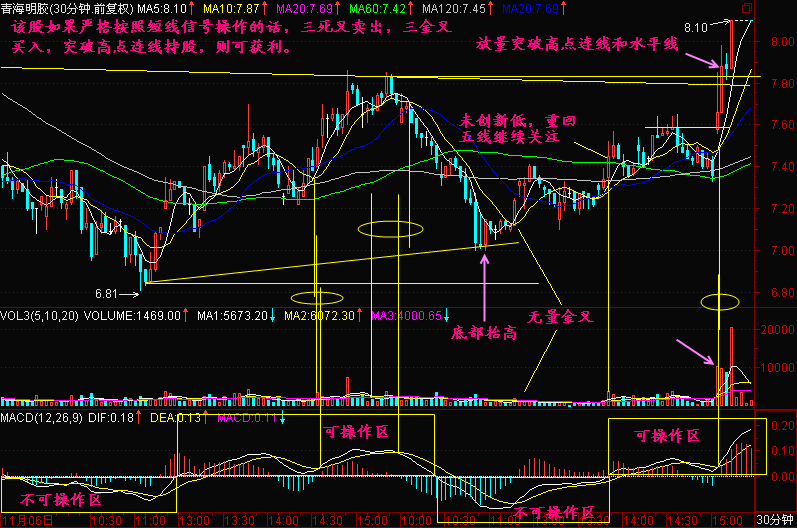 青海明胶(30分钟.前复权) MA5:8.10↑ MA10:7.87↑ MA20:7.69↑ MA60:7.42↑ MA120:7.45↑ MA30:7.69↑
该股如果严格按照短线信号操作的话，三死叉卖出，三金叉
买入，突破高点连线持股，则可获利。
8.10
放量突破高点连线和水平线
8.00
7.80
未创新低，重回
五线继续关注
7.60
7.40
7.20
7.00
6.80
6.81
底部抬高
无量金叉
VOL3(5,10,20) VOLUME:1469.00↑ MA1:5673.20↓ MA2:6072.30↑ MA3:4000.65↓
20000
10000
MACD(12,26,9) DIF:0.18↑ DEA:0.13↑ MACD:0.11↓
0.20
可操作区
可操作区
0.10
0.00
不可操作区
不可操作区
11月06日 10:30 11:00 13:30 14:00 14:30 15:00 10:00 10:30 11:00 13:30 14:00 14:30 15:00 30分钟